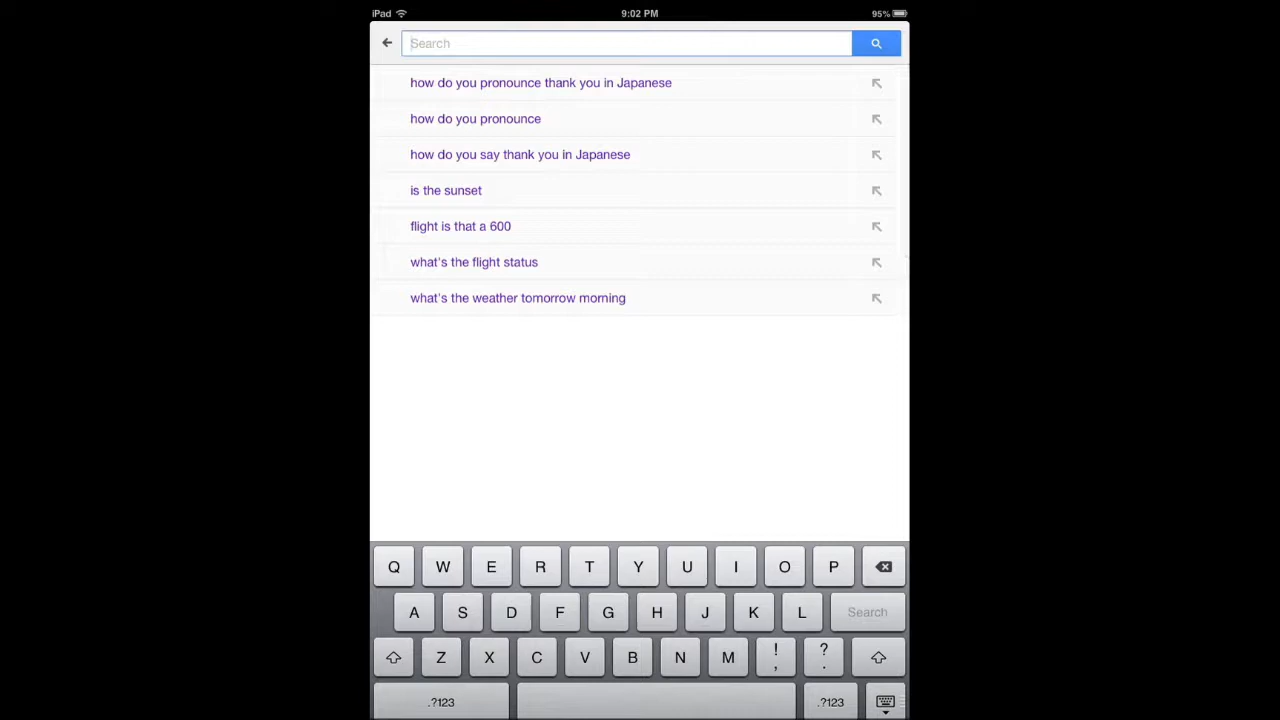 iPad 9:02 PM 95%
Search
how do you pronounce thank you in Japanese
how do you pronounce
how do you say thank you in Japanese
is the sunset
flight is that a 600
what's the flight status
what's the weather tomorrow morning
Q W E R T Y U I O P
A S D F G H J K L Search
Z X C V B N M ! , ? .
.?123 .?123